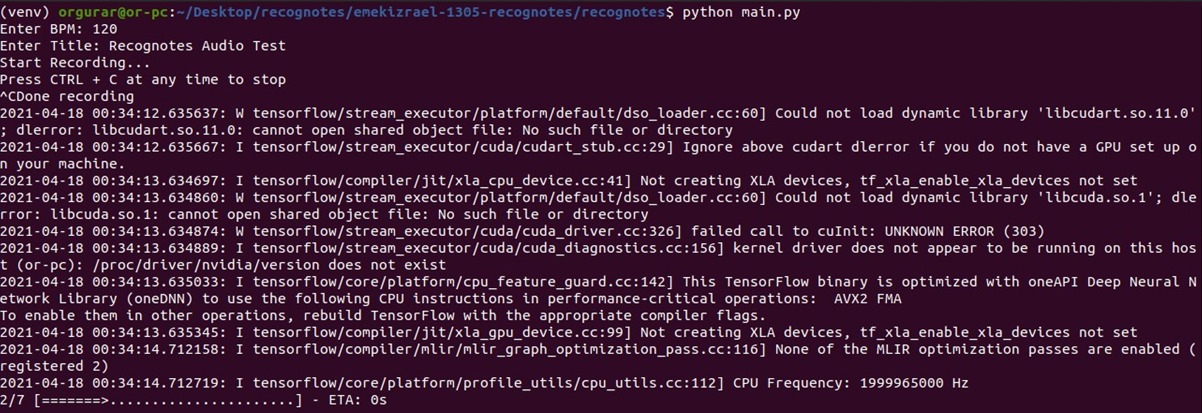 (venv) orgurar@or-pc:~/Desktop/recognotes/emekizrael-1305-recognotes/recognotes$ python main.py
Enter BPM: 120
Enter Title: Recognotes Audio Test
Start Recording...
Press CTRL + C at any time to stop
^CDone recording
2021-04-18 00:34:12.635637: W tensorflow/stream_executor/platform/default/dso_loader.cc:60] Could not load dynamic library 'libcudart.so.11.0'
; dlerror: libcudart.so.11.0: cannot open shared object file: No such file or directory
2021-04-18 00:34:12.635667: I tensorflow/stream_executor/cuda/cudart_stub.cc:29] Ignore above cudart dlerror if you do not have a GPU set up o
n your machine.
2021-04-18 00:34:13.634697: I tensorflow/compiler/jit/xla_cpu_device.cc:41] Not creating XLA devices, tf_xla_enable_xla_devices not set
2021-04-18 00:34:13.634860: W tensorflow/stream_executor/platform/default/dso_loader.cc:60] Could not load dynamic library 'libcuda.so.1'; dle
rror: libcuda.so.1: cannot open shared object file: No such file or directory
2021-04-18 00:34:13.634874: W tensorflow/stream_executor/cuda/cuda_driver.cc:326] failed call to cuInit: UNKNOWN ERROR (303)
2021-04-18 00:34:13.634889: I tensorflow/stream_executor/cuda/cuda_diagnostics.cc:156] kernel driver does not appear to be running on this hos
t (or-pc): /proc/driver/nvidia/version does not exist
2021-04-18 00:34:13.635033: I tensorflow/core/platform/cpu_feature_guard.cc:142] This TensorFlow binary is optimized with oneAPI Deep Neural N
etwork Library (oneDNN) to use the following CPU instructions in performance-critical operations:  AVX2 FMA
To enable them in other operations, rebuild TensorFlow with the appropriate compiler flags.
2021-04-18 00:34:13.635345: I tensorflow/compiler/jit/xla_gpu_device.cc:99] Not creating XLA devices, tf_xla_enable_xla_devices not set
2021-04-18 00:34:14.712158: I tensorflow/compiler/mlir/mlir_graph_optimization_pass.cc:116] None of the MLIR optimization passes are enabled (
registered 2)
2021-04-18 00:34:14.712719: I tensorflow/core/platform/profile_utils/cpu_utils.cc:112] CPU Frequency: 1999965000 Hz
2/7 [=======>......................] - ETA: 0s